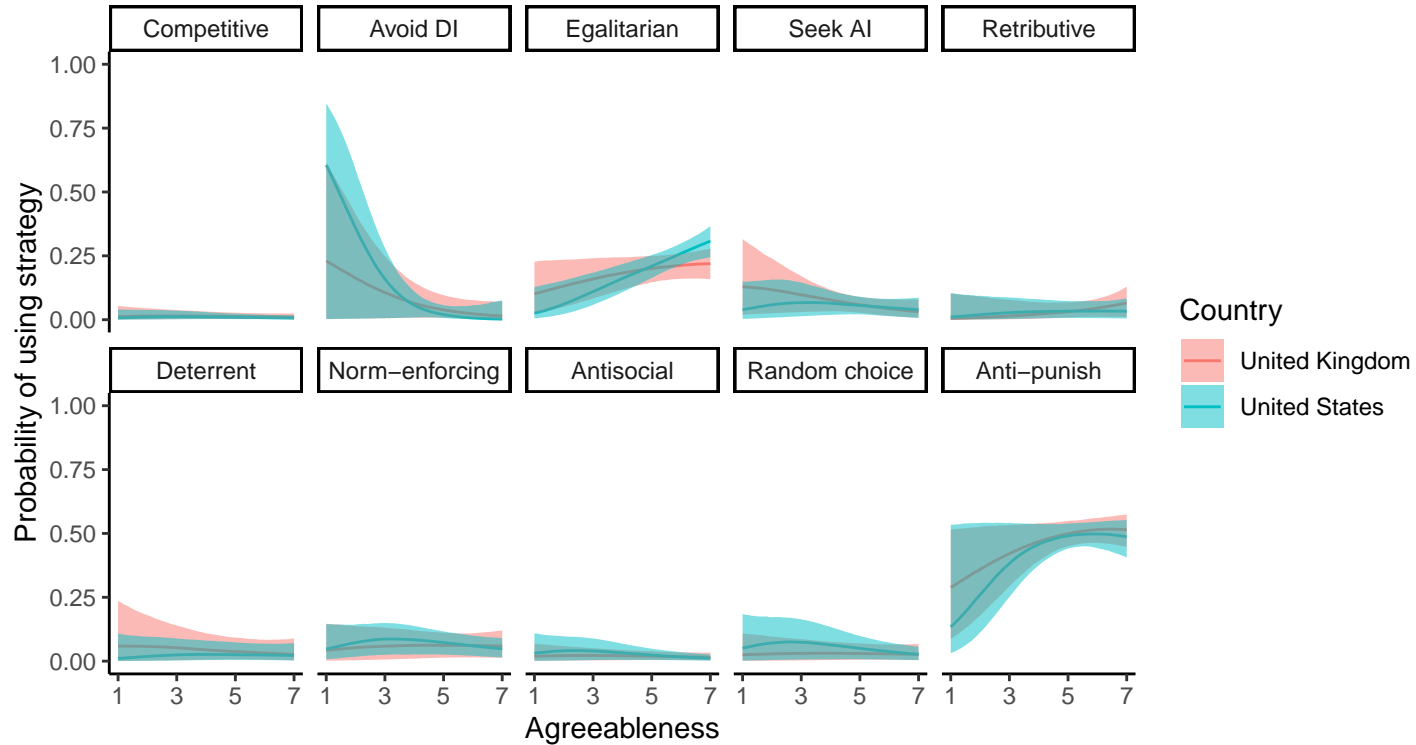 Competitive Avoid DI Egalitarian Seek AI Retributive
1.00
0.75
0.50
0.25
0.00
Probability of using strategy
Deterrent Norm−enforcing Antisocial Random choice Anti−punish
1.00
0.75
0.50
0.25
0.00
1 3 5 7 1 3 5 7 1 3 5 7 1 3 5 7 1 3 5 7
Agreeableness
Country
United Kingdom
United States